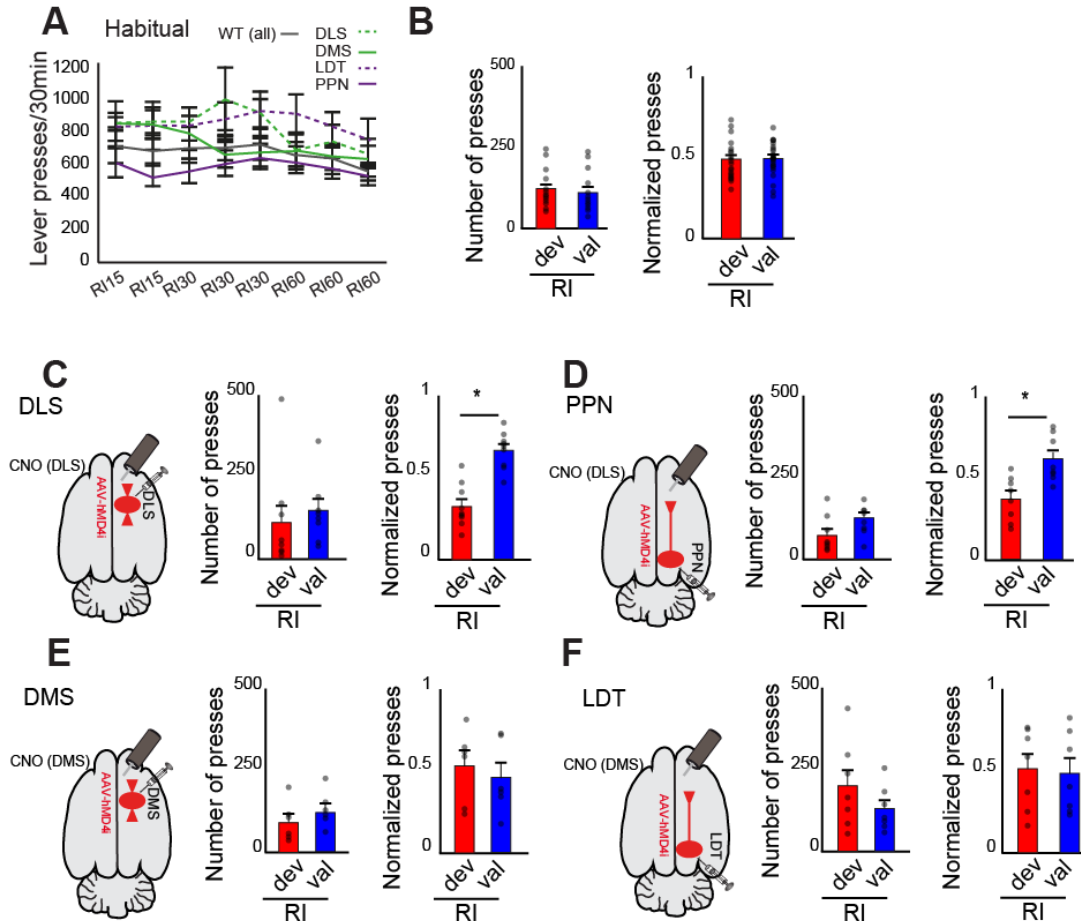 A
Habitual
WT (all)
DLS
DMS
LDT
PPN
Lever presses/30min
1200
1000
800
600
400
200
0
RI15
RI15
RI30
RI30
RI30
RI60
RI60
RI60
B
Number of presses
500
250
0
dev
val
RI
Normalized presses
1
0.5
0
dev
val
RI
C
DLS
CNO (DLS)
AAV-hMD4i
DLS
Number of presses
500
250
0
dev
val
RI
Normalized presses
1
0.5
0
*
dev
val
RI
D
PPN
CNO (DLS)
AAV-hMD4i
PPN
Number of presses
500
250
0
dev
val
RI
Normalized presses
1
0.5
0
*
dev
val
RI
E
DMS
CNO (DMS)
AAV-hMD4i
DMS
Number of presses
500
250
0
dev
val
RI
Normalized presses
1
0.5
0
dev
val
RI
F
LDT
CNO (DMS)
AAV-hMD4i
LDT
Number of presses
500
250
0
dev
val
RI
Normalized presses
1
0.5
0
dev
val
RI